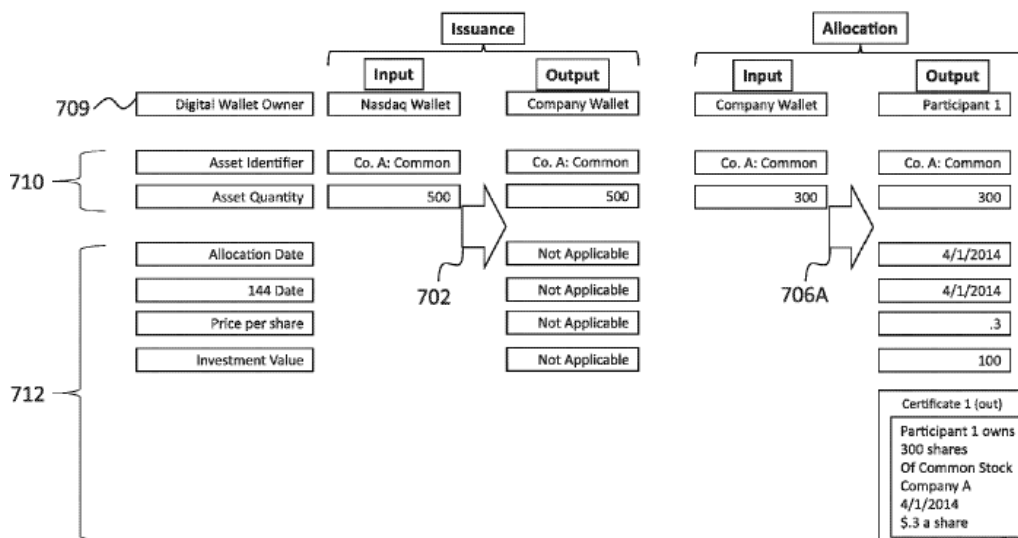 Issuance Allocation
Input Output Input Output
709 Digital Wallet Owner Nasdaq Wallet Company Wallet Company Wallet Participant 1
Asset Identifier Co. A: Common Co. A: Common Co. A: Common Co. A: Common
710
Asset Quantity 500 500 300 300
Allocation Date Not Applicable 4/1/2014
702 706A
144 Date Not Applicable 4/1/2014
Price per share Not Applicable .3
Investment Value Not Applicable 100
712
Certificate 1 (out)
Participant 1 owns
300 shares
Of Common Stock
Company A
4/1/2014
$.3 a share